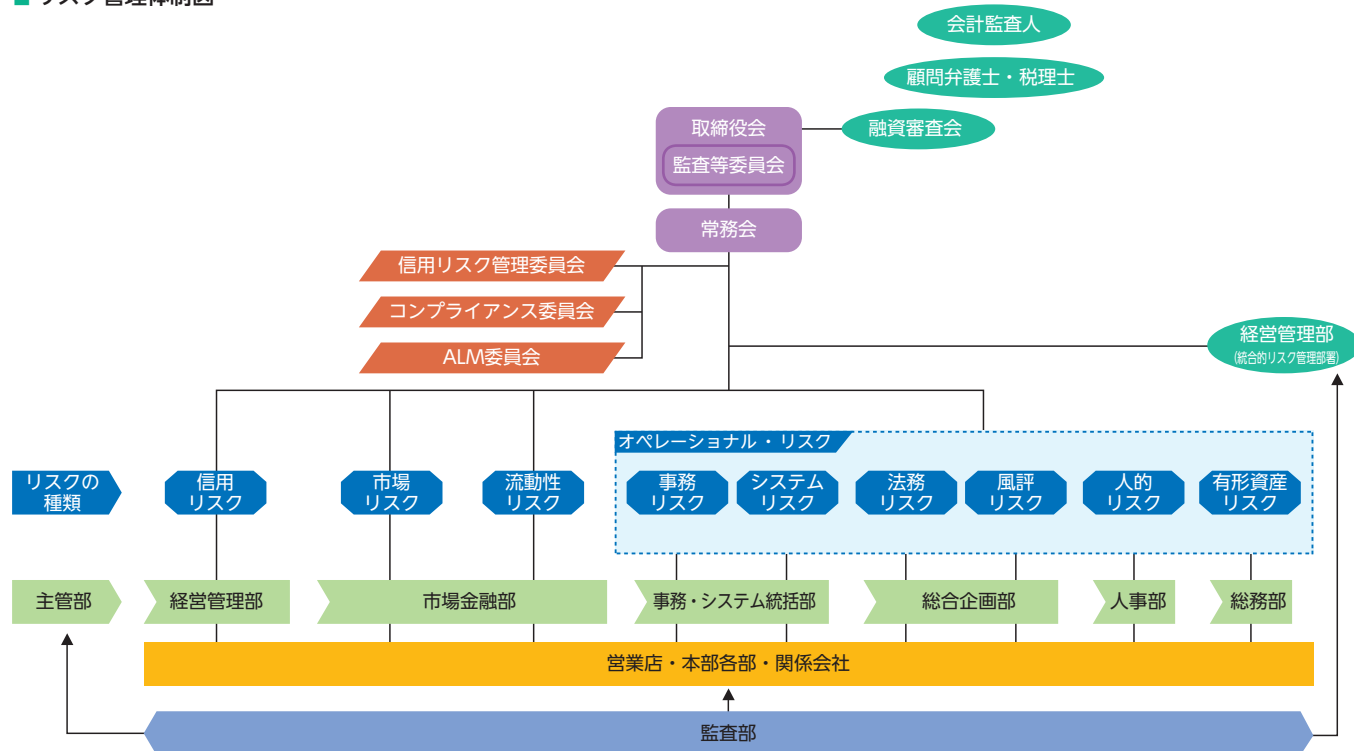 ■ リスク管理体制図
会計監査人
顧問弁護士・税理士
取締役会
融資審査会
監査等委員会
常務会
信用リスク管理委員会
コンプライアンス委員会
ALM委員会
経営管理部
(統合的リスク管理部署)
オペレーショナル・リスク
リスクの
種類
信用
リスク
市場
リスク
流動性
リスク
事務
リスク
システム
リスク
法務
リスク
風評
リスク
人的
リスク
有形資産
リスク
主管部
経営管理部
市場金融部
事務・システム統括部
総合企画部
人事部
総務部
営業店・本部各部・関係会社
監査部